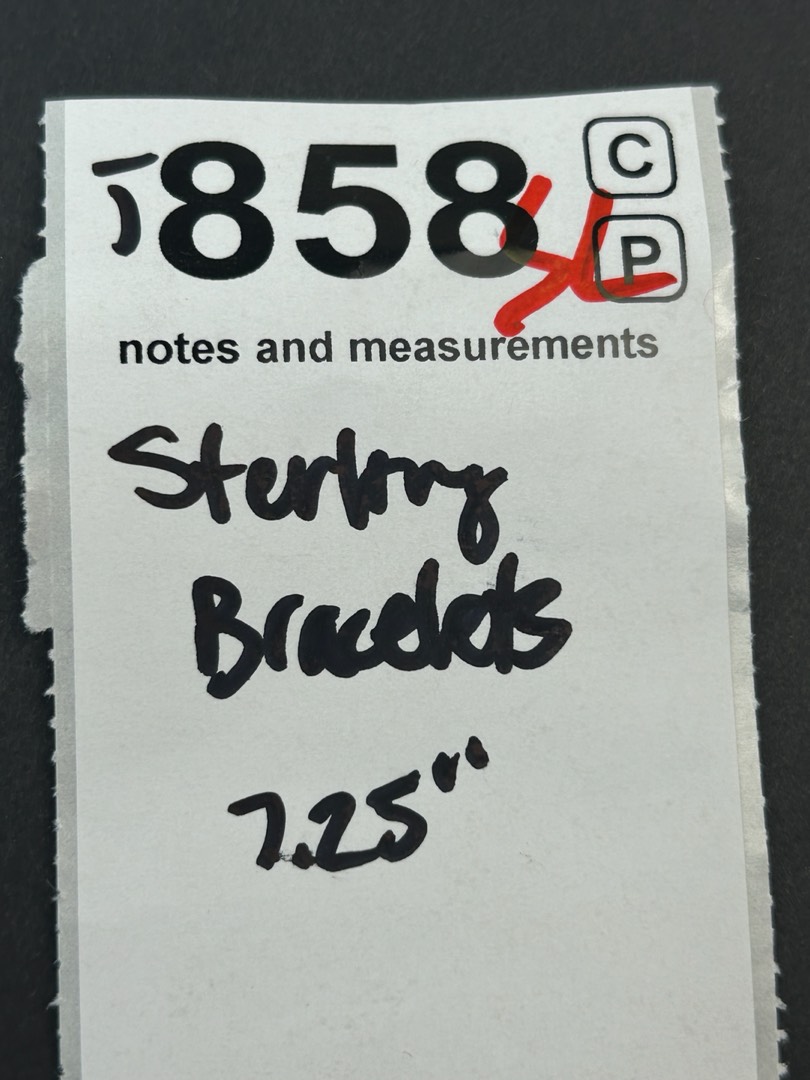 858
C
P
notes and measurements
Sterling
Bracelets
7.25"